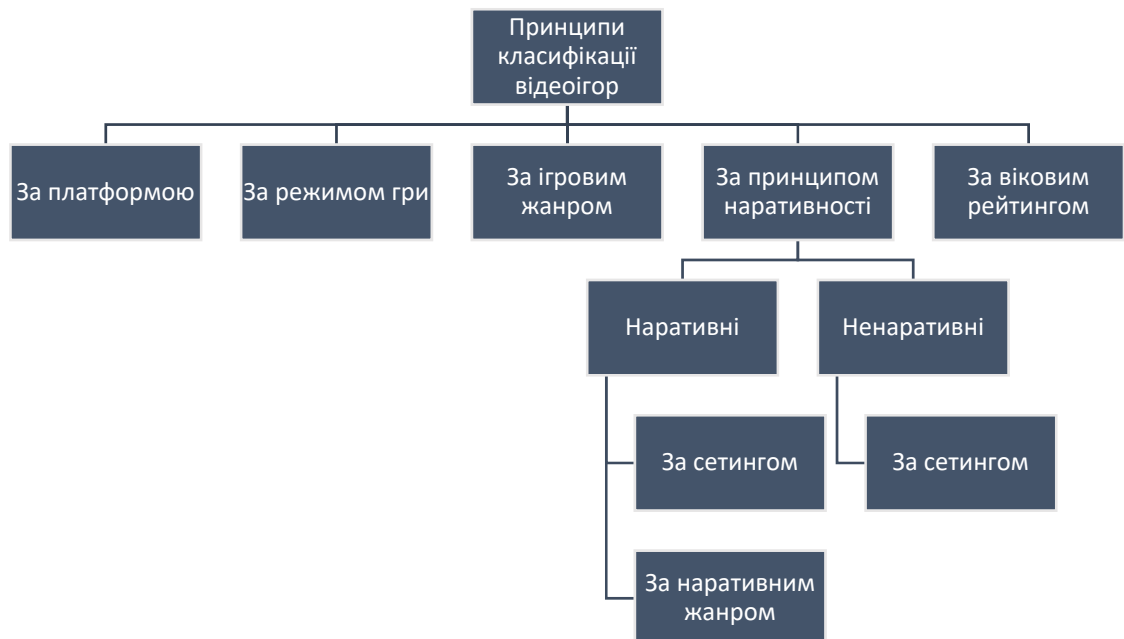 Принципи
класифікації
відеоігор
За платформою
За режимом гри
За ігровим
жанром
За принципом
наративності
За віковим
рейтингом
Наративні
Ненаративні
За сетингом
За сетингом
За наративним
жанром